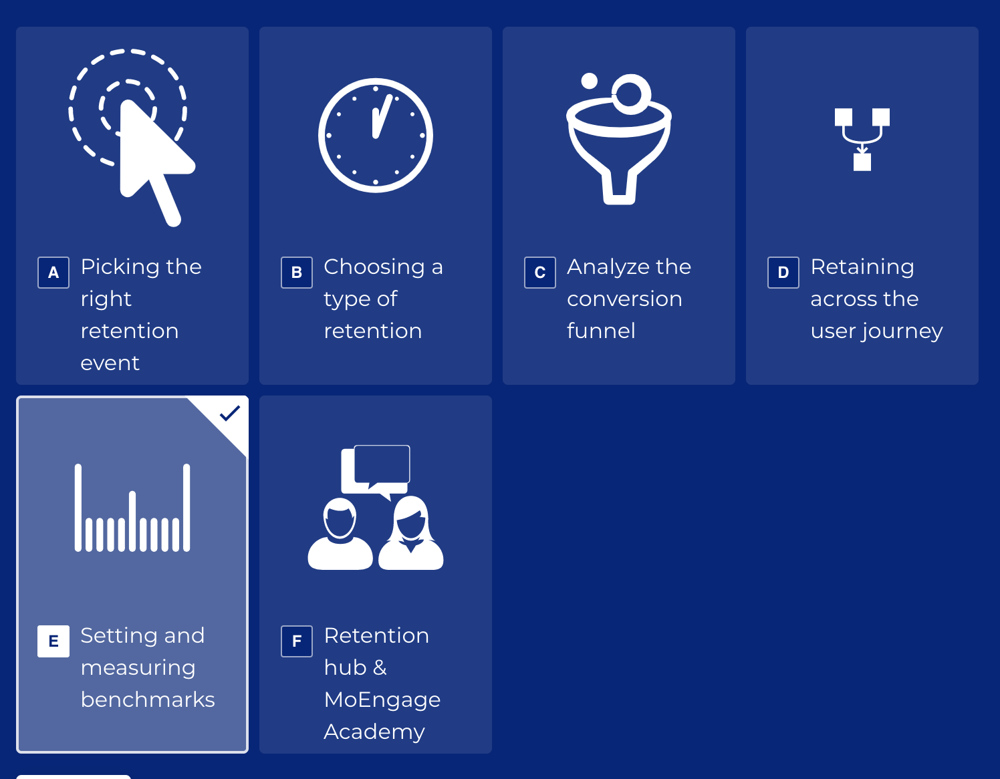 A Picking the
right
retention
event
B Choosing a
type of
retention
C Analyze the
conversion
funnel
D Retaining
across the
user journey
E Setting and
measuring
benchmarks
F Retention
hub &
MoEngage
Academy